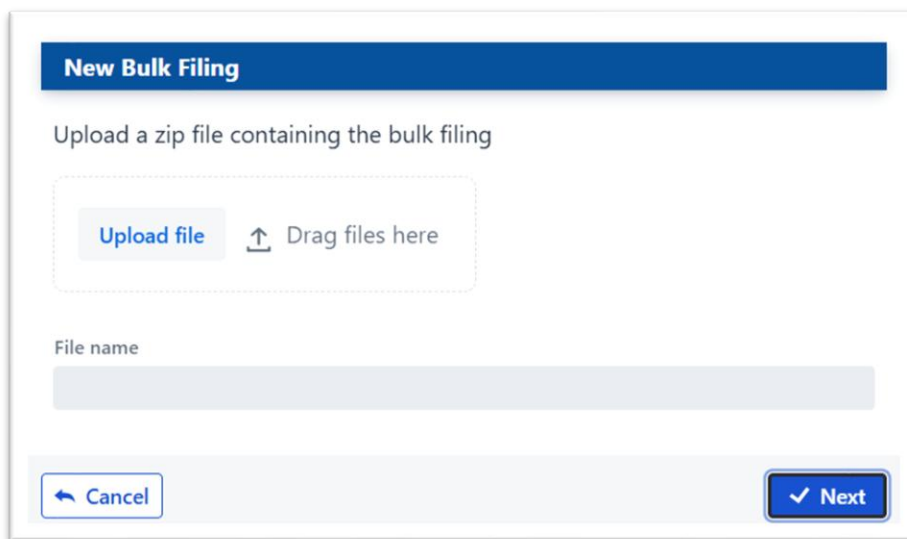 New Bulk Filing
Upload a zip file containing the bulk filing
Upload file
Drag files here
File name
Cancel
Next